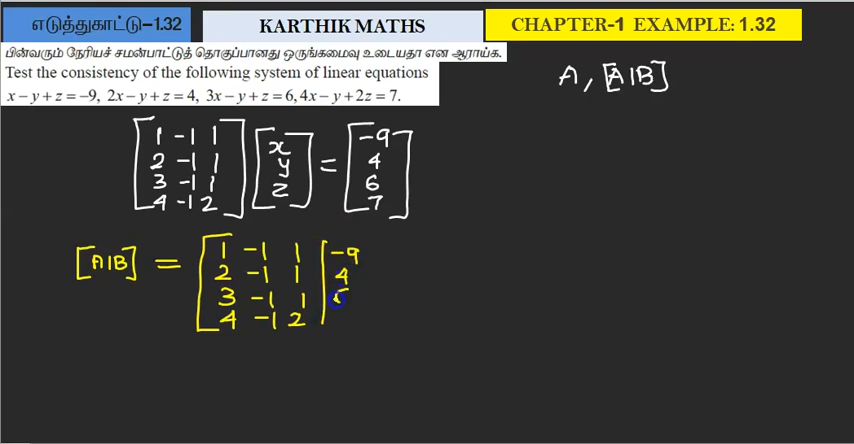 எடுத்துகாட்டு–1.32 KARTHIK MATHS CHAPTER-1 EXAMPLE: 1.32
பின்வரும் நேரியச் சமன்பாட்டுத் தொகுப்பானது ஒருங்கமைவு உடையதா என ஆராய்க.
Test the consistency of the following system of linear equations
x – y + z = –9, 2x – y + z = 4, 3x – y + z = 6, 4x – y + 2z = 7.
A, [A|B]
1 -1 1 -9
2 -1 1 x 4
3 -1 1 y = 6
4 -1 2 z 7
[A|B] = 1 -1 1 | -9
2 -1 1 | 4
3 -1 1
4 -1 2